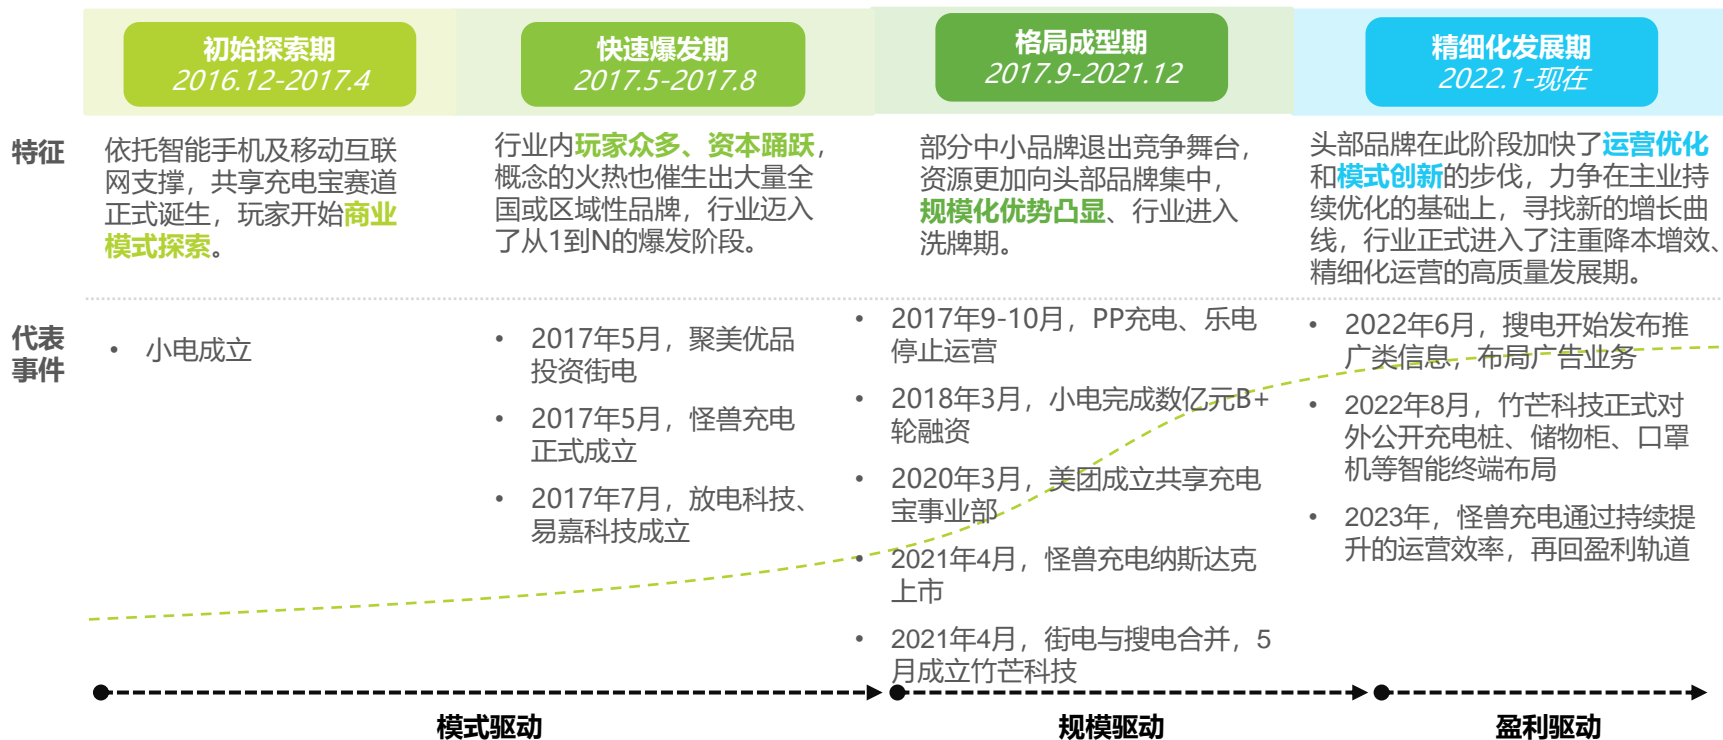 初始探索期
2016.12-2017.4
快速爆发期
2017.5-2017.8
格局成型期
2017.9-2021.12
精细化发展期
2022.1-现在
特征
依托智能手机及移动互联
网支撑，共享充电宝赛道
正式诞生，玩家开始商业
模式探索。
行业内玩家众多、资本踊跃，
概念的火热也催生出大量全
国或区域性品牌，行业迈入
了从1到N的爆发阶段。
部分中小品牌退出竞争舞台，
资源更加向头部品牌集中，
规模化优势凸显、行业进入
洗牌期。
头部品牌在此阶段加快了运营优化
和模式创新的步伐，力争在主业持
续优化的基础上，寻找新的增长曲
线，行业正式进入了注重降本增效、
精细化运营的高质量发展期。
代表
事件
• 小电成立
• 2017年5月，聚美优品
投资街电
• 2017年5月，怪兽充电
正式成立
• 2017年7月，放电科技、
易嘉科技成立
• 2017年9-10月，PP充电、乐电
停止运营
• 2018年3月，小电完成数亿元B+
轮融资
• 2020年3月，美团成立共享充电
宝事业部
• 2021年4月，怪兽充电纳斯达克
上市
• 2021年4月，街电与搜电合并，5
月成立竹芒科技
• 2022年6月，搜电开始发布推
广类信息，布局广告业务
• 2022年8月，竹芒科技正式对
外公开充电桩、储物柜、口罩
机等智能终端布局
• 2023年，怪兽充电通过持续提
升的运营效率，再回盈利轨道
模式驱动
规模驱动
盈利驱动